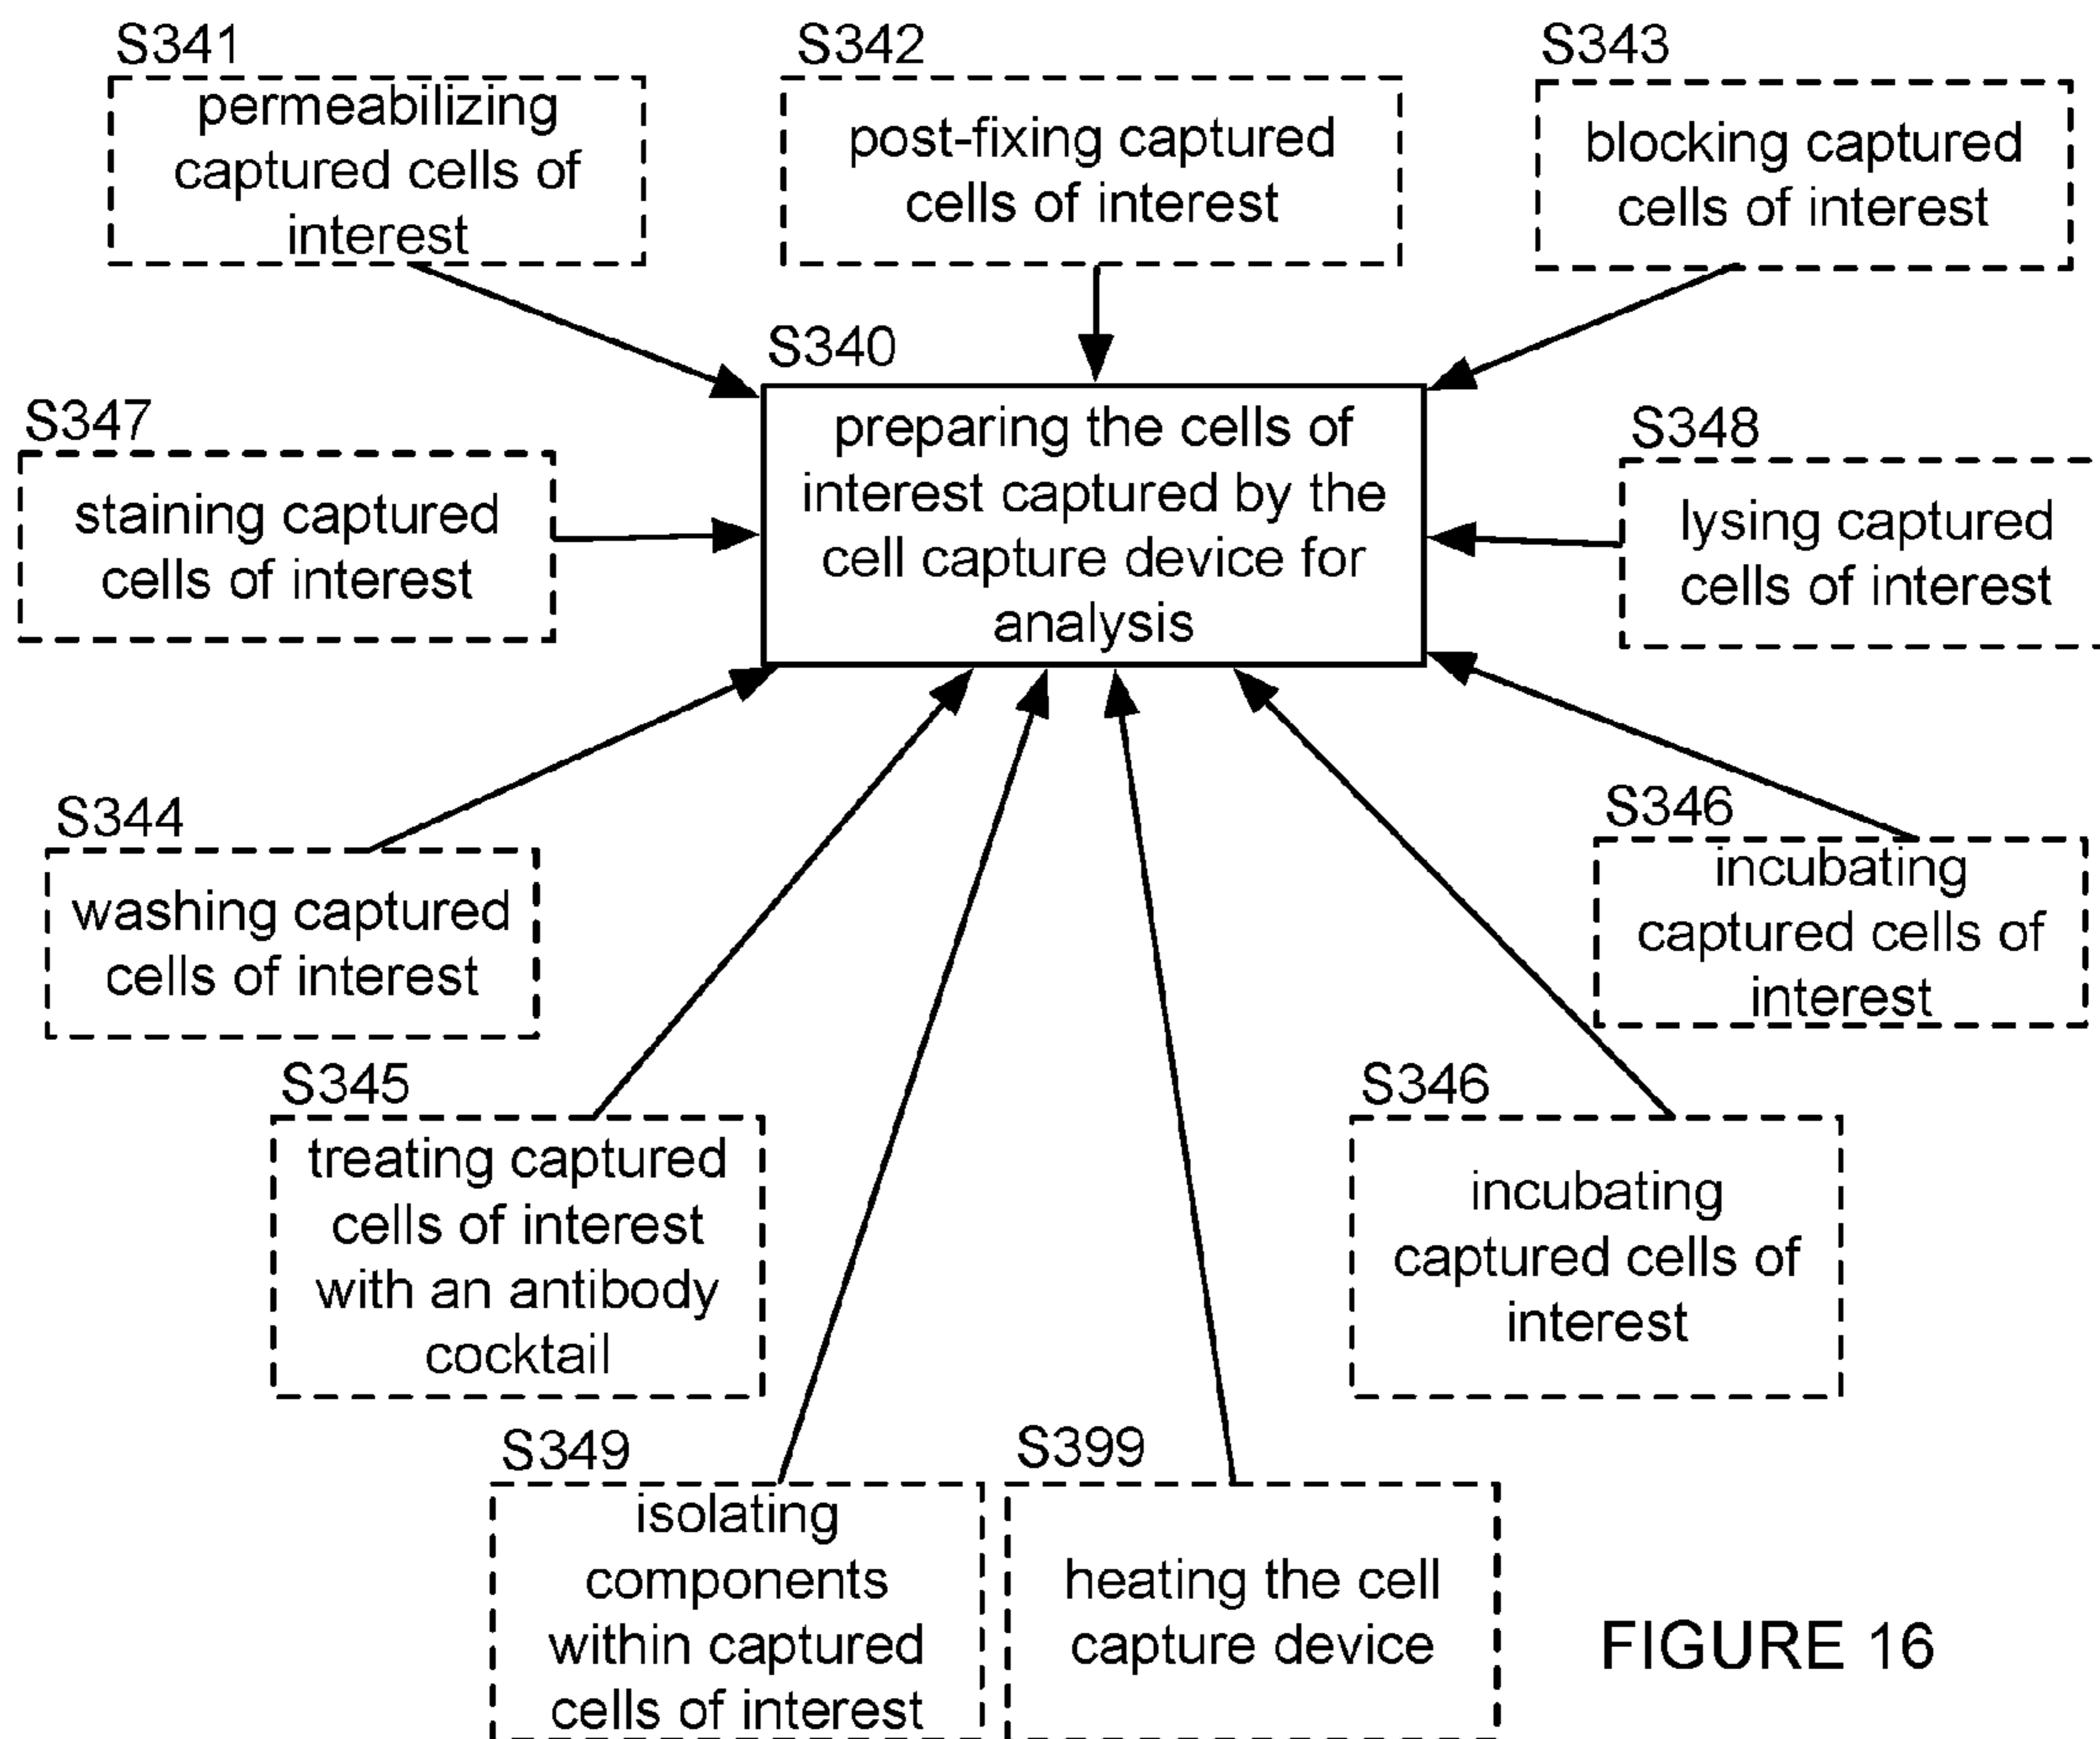 S341
permeabilizing
captured cells of
interest
S342
post-fixing captured
cells of interest
S343
blocking captured
cells of interest
S340
preparing the cells of
interest captured by the
cell capture device for
analysis
S347
staining captured
cells of interest
S348
lysing captured
cells of interest
S344
washing captured
cells of interest
S346
incubating
captured cells of
interest
S345
treating captured
cells of interest
with an antibody
cocktail
S346
incubating
captured cells of
interest
S349
isolating
components
within captured
cells of interest
S399
heating the cell
capture device
FIGURE 16